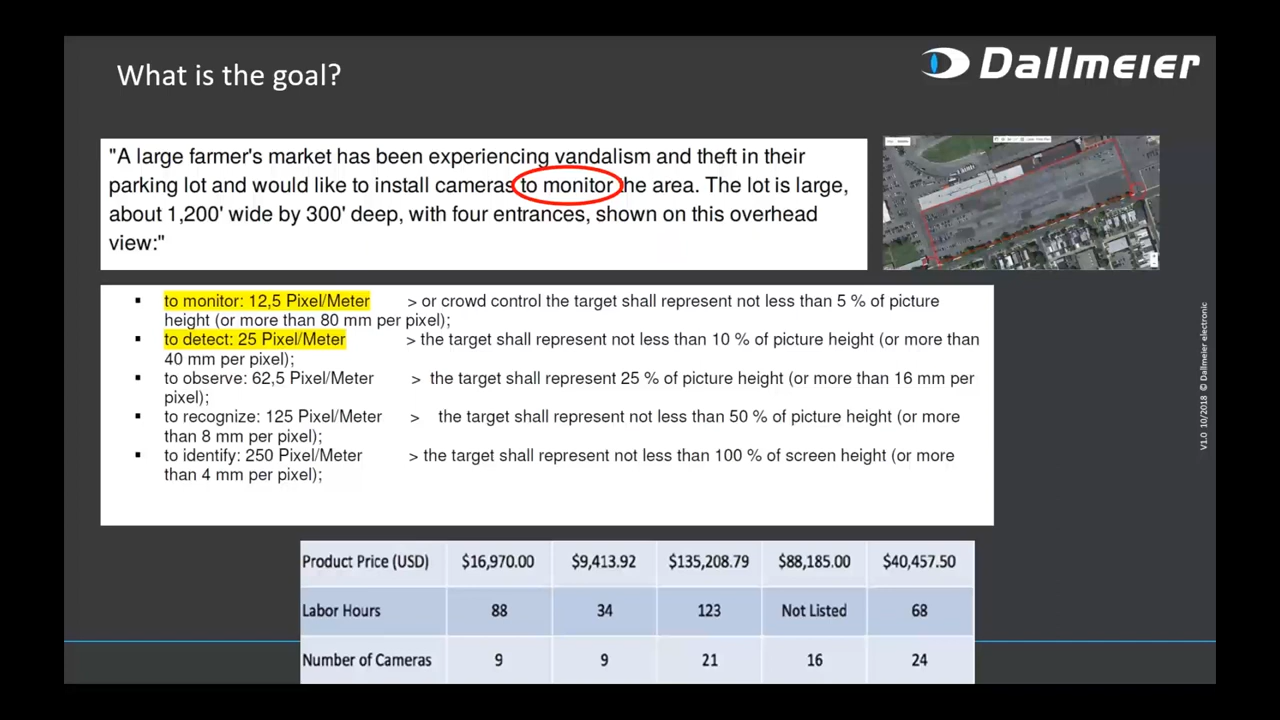 What is the goal?
Dallmeier
"A large farmer's market has been experiencing vandalism and theft in their
parking lot and would like to install cameras to monitor the area. The lot is large,
about 1,200' wide by 300' deep, with four entrances, shown on this overhead
view:"
▪ to monitor: 12,5 Pixel/Meter > or crowd control the target shall represent not less than 5 % of picture
height (or more than 80 mm per pixel);
▪ to detect: 25 Pixel/Meter > the target shall represent not less than 10 % of picture height (or more than
40 mm per pixel);
▪ to observe: 62,5 Pixel/Meter > the target shall represent 25 % of picture height (or more than 16 mm per
pixel);
▪ to recognize: 125 Pixel/Meter > the target shall represent not less than 50 % of picture height (or more
than 8 mm per pixel);
▪ to identify: 250 Pixel/Meter > the target shall represent not less than 100 % of screen height (or more
than 4 mm per pixel);
V1.0 10/2018 © Dallmeier electronic
Product Price (USD) $16,970.00 $9,413.92 $135,208.79 $88,185.00 $40,457.50
Labor Hours 88 34 123 Not Listed 68
Number of Cameras 9 9 21 16 24